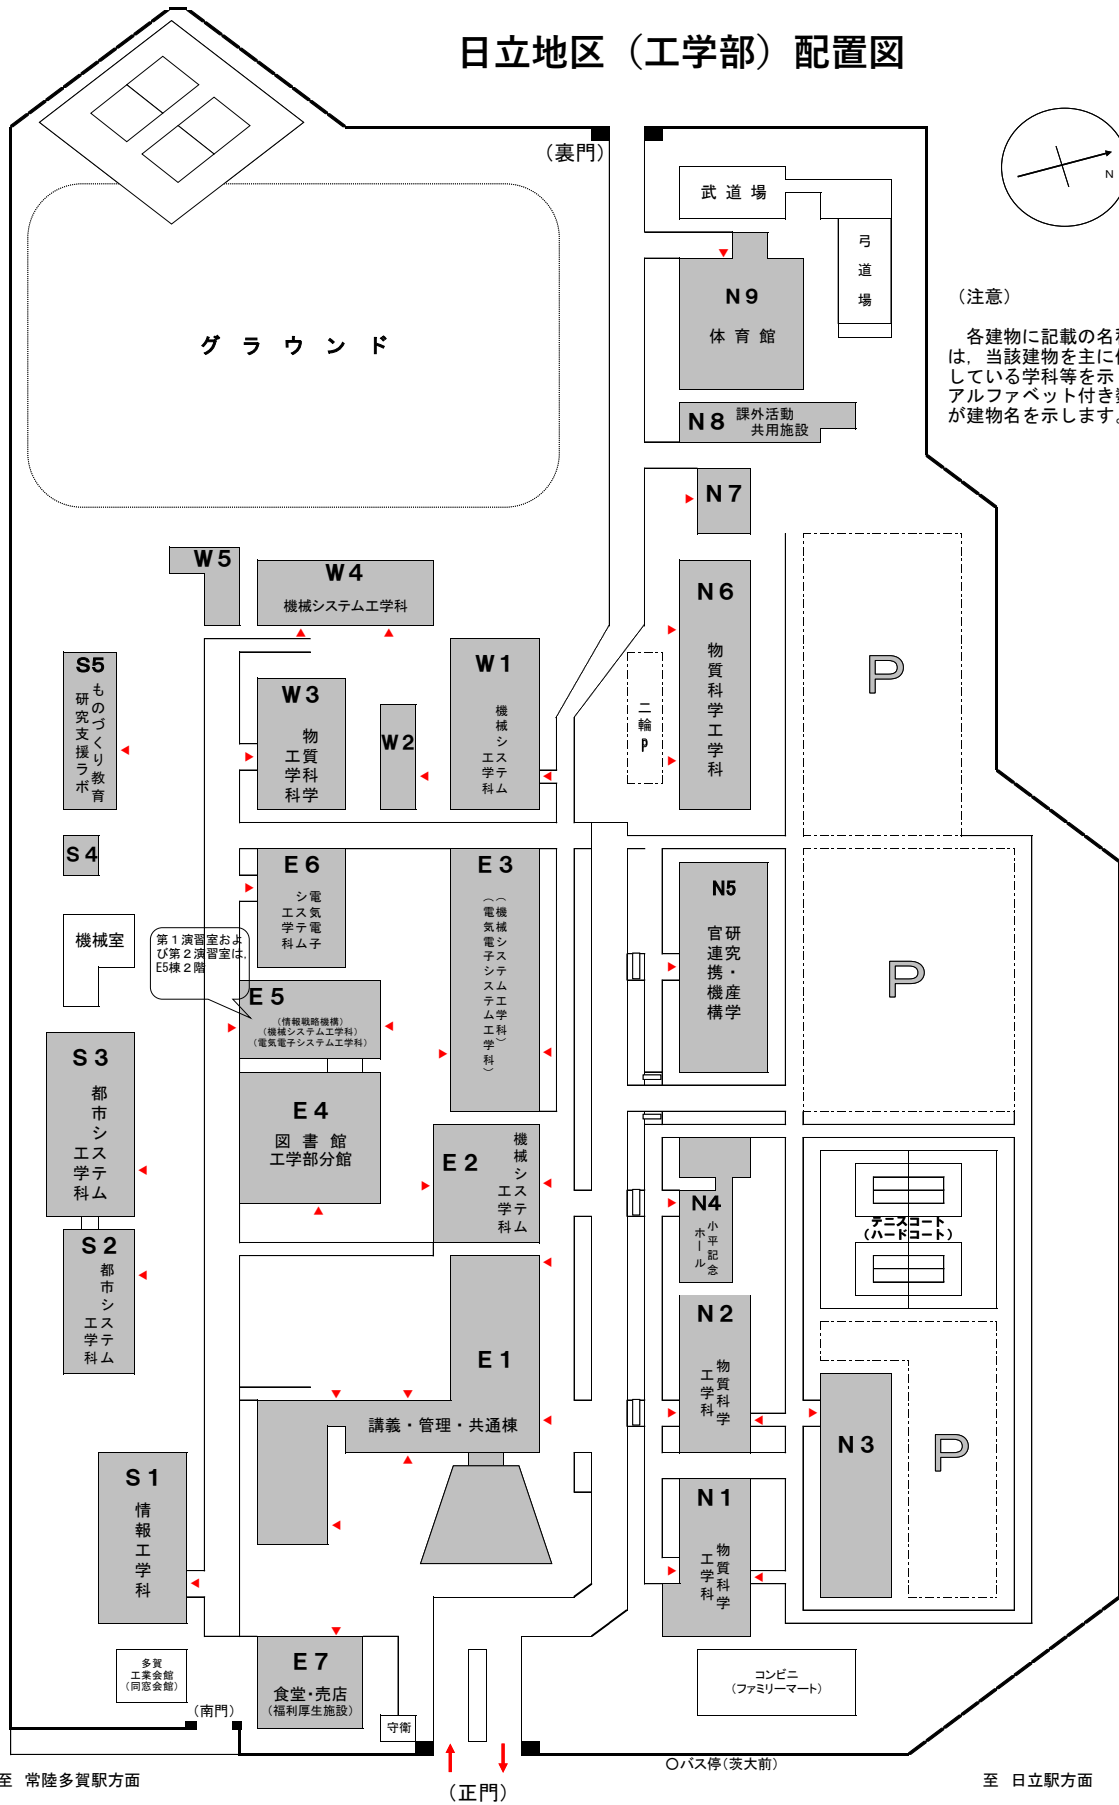 日立地区（工学部）配置図
（裏門）
武道場
弓道場
N
N9
体育館
（注意）
各建物に記載の名称
は，当該建物を主に
している学科等を示
アルファベット付き
が建物名を示します。
グラウンド
N8
課外活動
共用施設
N7
W5
W4
機械システム工学科
N6
物質科学工学科
P
S5
ものづくり教育
研究支援ラボ
W3
物質科学
工学科
W2
W1
機械システム
工学科
二輪P
S4
E6
電気電子
システム
工学科
E3
（機械システム工学科）
（電気電子システム工学科）
N5
研究・産学
官連携機構
P
機械室
第１演習室およ
び第２演習室は，
E5棟２階
E5
（情報戦略機構）
（機械システム工学科）
（電気電子システム工学科）
S3
都市システム
工学科
E4
図書館
工学部分館
E2
機械システム
工学科
N4
小平記念
ホール
テニスコート
（ハードコート）
S2
都市システム
工学科
E1
講義・管理・共通棟
N2
物質科学
工学科
N3
P
S1
情報工学科
N1
物質科学
工学科
多賀
工業会館
（同窓会館）
E7
食堂・売店
（福利厚生施設）
コンビニ
（ファミリーマート）
（南門）
守衛
○バス停（茨大前）
至 常陸多賀駅方面
（正門）
至 日立駅方面